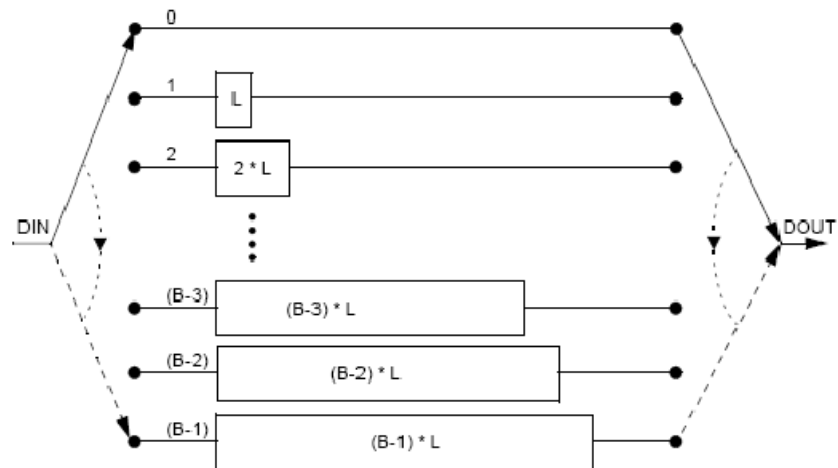 0
1
L
2
2 * L
DIN
DOUT
(B-3)
(B-3) * L
(B-2)
(B-2) * L
(B-1)
(B-1) * L